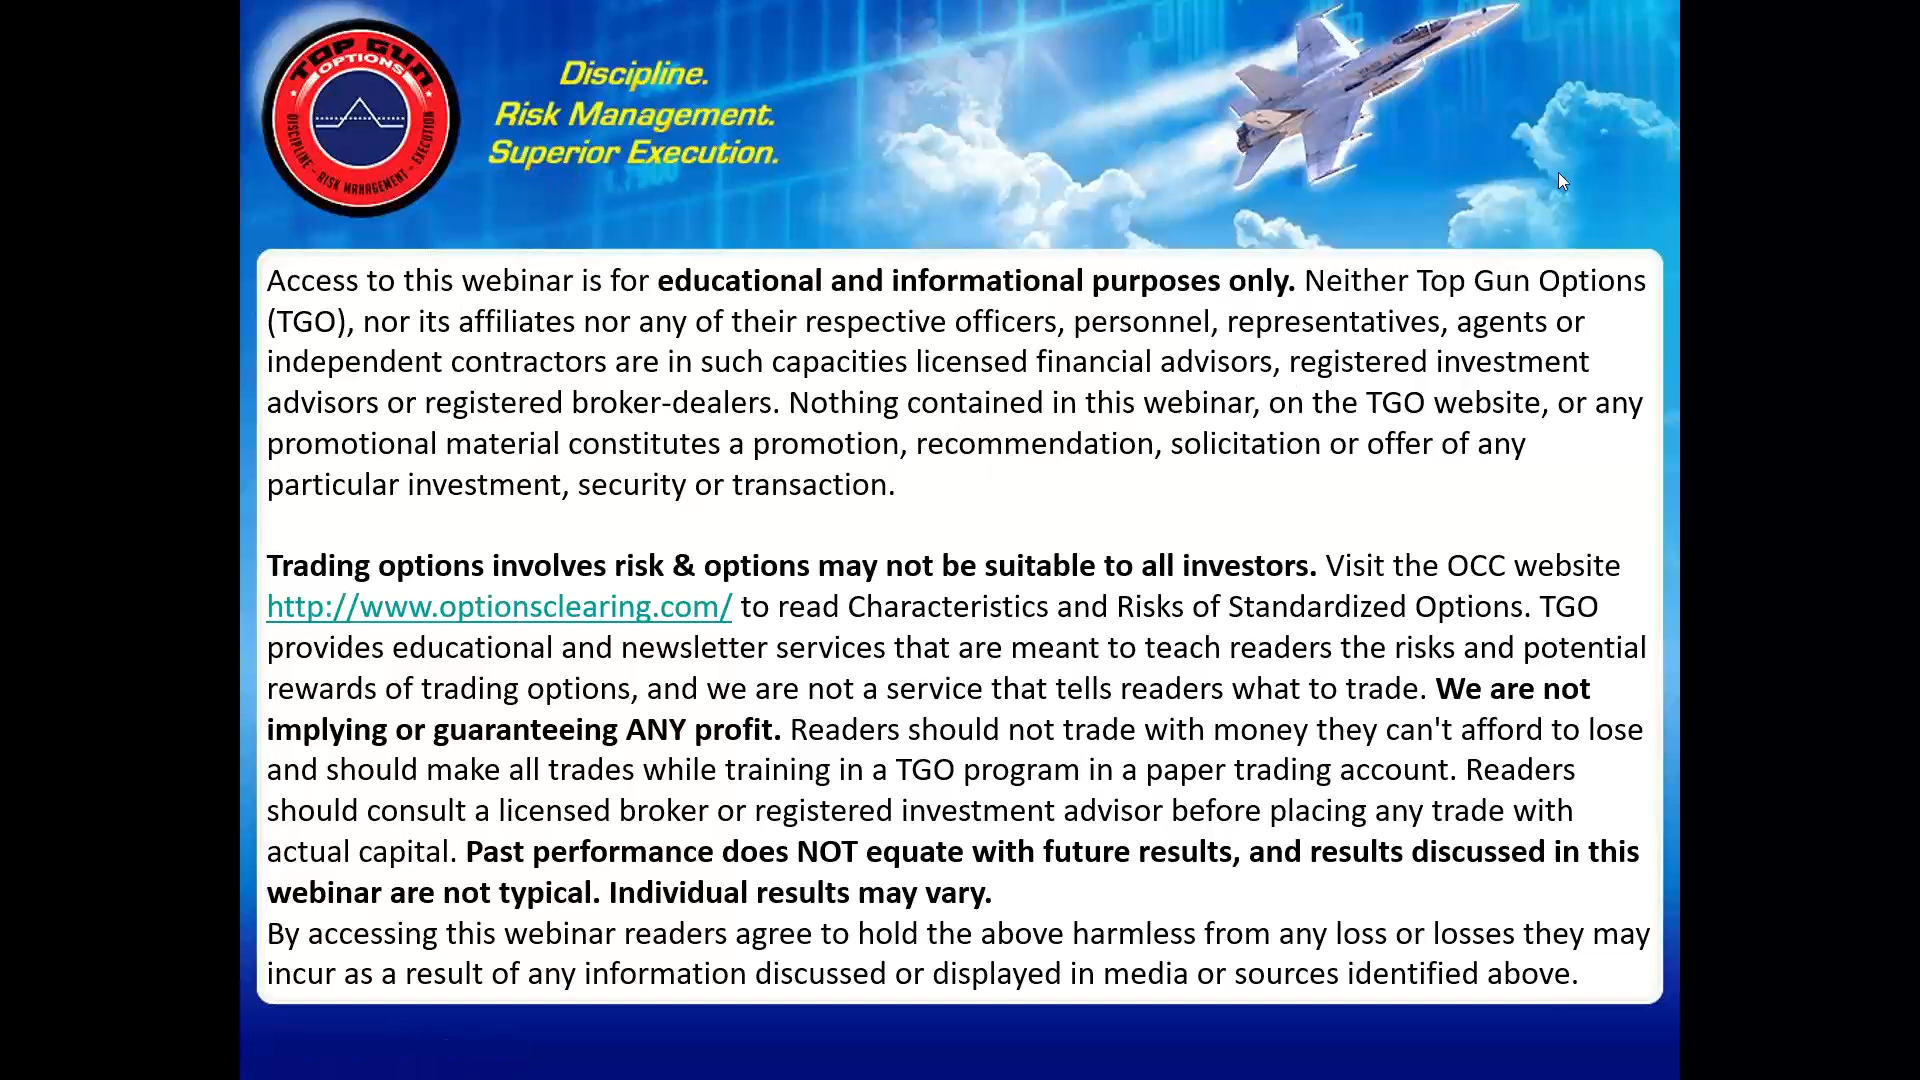 TOP GUN
OPTIONS
DISCIPLINE - RISK MANAGEMENT - EXECUTION
Discipline.
Risk Management.
Superior Execution.
Access to this webinar is for educational and informational purposes only. Neither Top Gun Options
(TGO), nor its affiliates nor any of their respective officers, personnel, representatives, agents or
independent contractors are in such capacities licensed financial advisors, registered investment
advisors or registered broker-dealers. Nothing contained in this webinar, on the TGO website, or any
promotional material constitutes a promotion, recommendation, solicitation or offer of any
particular investment, security or transaction.
Trading options involves risk & options may not be suitable to all investors. Visit the OCC website
http://www.optionsclearing.com/ to read Characteristics and Risks of Standardized Options. TGO
provides educational and newsletter services that are meant to teach readers the risks and potential
rewards of trading options, and we are not a service that tells readers what to trade. We are not
implying or guaranteeing ANY profit. Readers should not trade with money they can't afford to lose
and should make all trades while training in a TGO program in a paper trading account. Readers
should consult a licensed broker or registered investment advisor before placing any trade with
actual capital. Past performance does NOT equate with future results, and results discussed in this
webinar are not typical. Individual results may vary.
By accessing this webinar readers agree to hold the above harmless from any loss or losses they may
incur as a result of any information discussed or displayed in media or sources identified above.